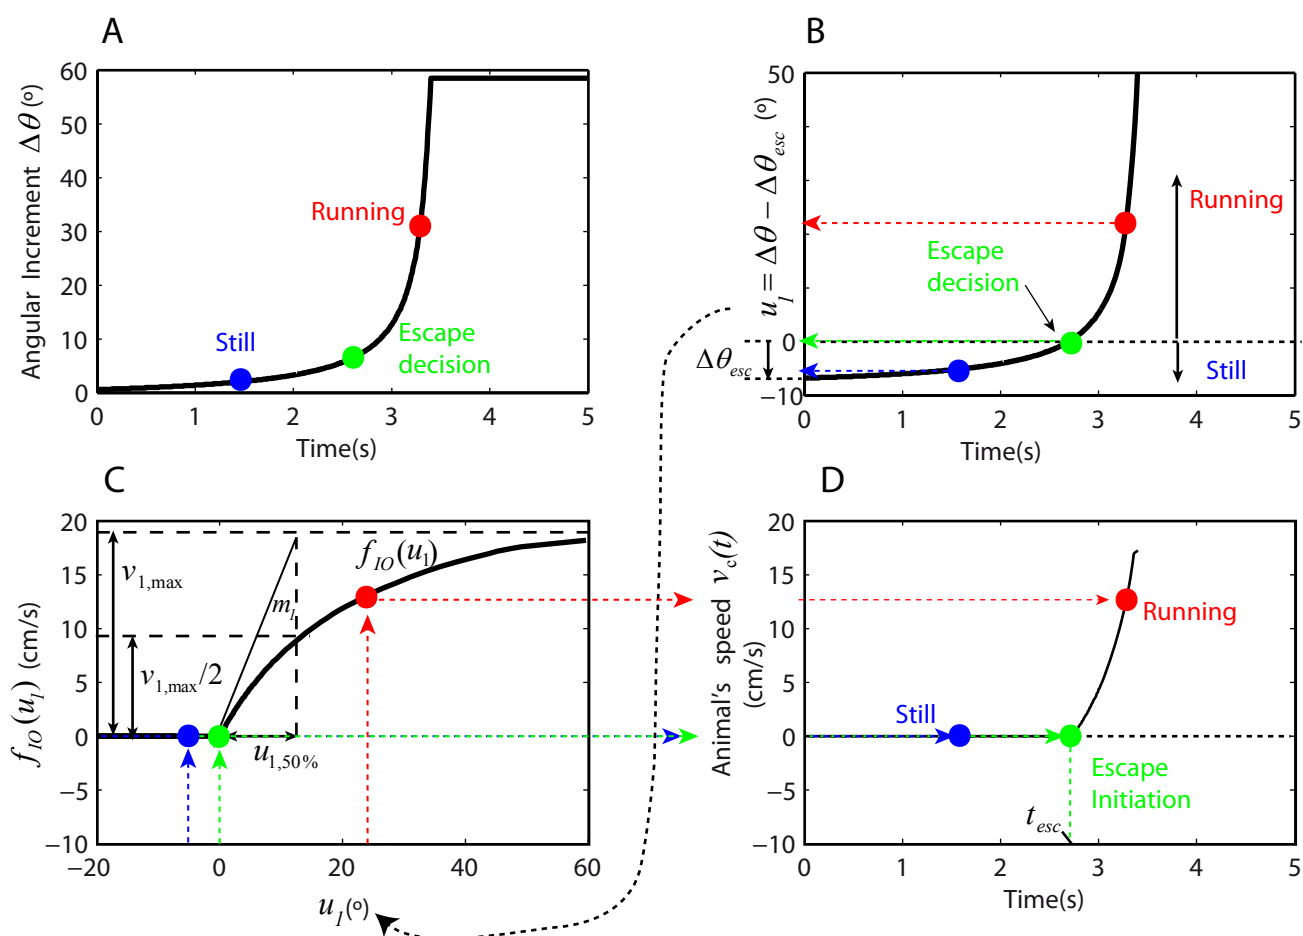 A
Angular Increment Δθ (º)
60
50
40
30
20
10
0
0 1 2 3 4 5
Time(s)
Running
Still
Escape
decision
B
u1 = Δθ − Δθesc (º)
50
0
−10
Δθesc
0 1 2 3 4 5
Time(s)
Running
Escape
decision
Still
C
fIO(u1) (cm/s)
20
15
10
5
0
−5
−10
−20 0 20 40 60
u1(º)
v1,max
v1,max/2
m1
fIO(u1)
u1,50%
D
Animal's speed vc(t)
(cm/s)
20
15
10
5
0
−5
−10
0 1 2 3 4 5
Time(s)
Running
Still
Escape
Initiation
tesc